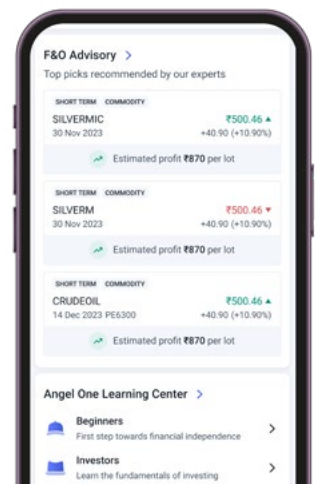 F&O Advisory >
Top picks recommended by our experts
SHORT TERM COMMODITY
SILVERMIC ₹500.46 ▲
30 Nov 2023 +40.90 (+10.90%)
Estimated profit ₹870 per lot
SHORT TERM COMMODITY
SILVERM ₹500.46 ▼
30 Nov 2023 +40.90 (+10.90%)
Estimated profit ₹870 per lot
SHORT TERM COMMODITY
CRUDEOIL ₹500.46 ▲
14 Dec 2023 PE6300 +40.90 (+10.90%)
Estimated profit ₹870 per lot
Angel One Learning Center >
Beginners
First step towards financial independence
Investors
Learn the fundamentals of investing